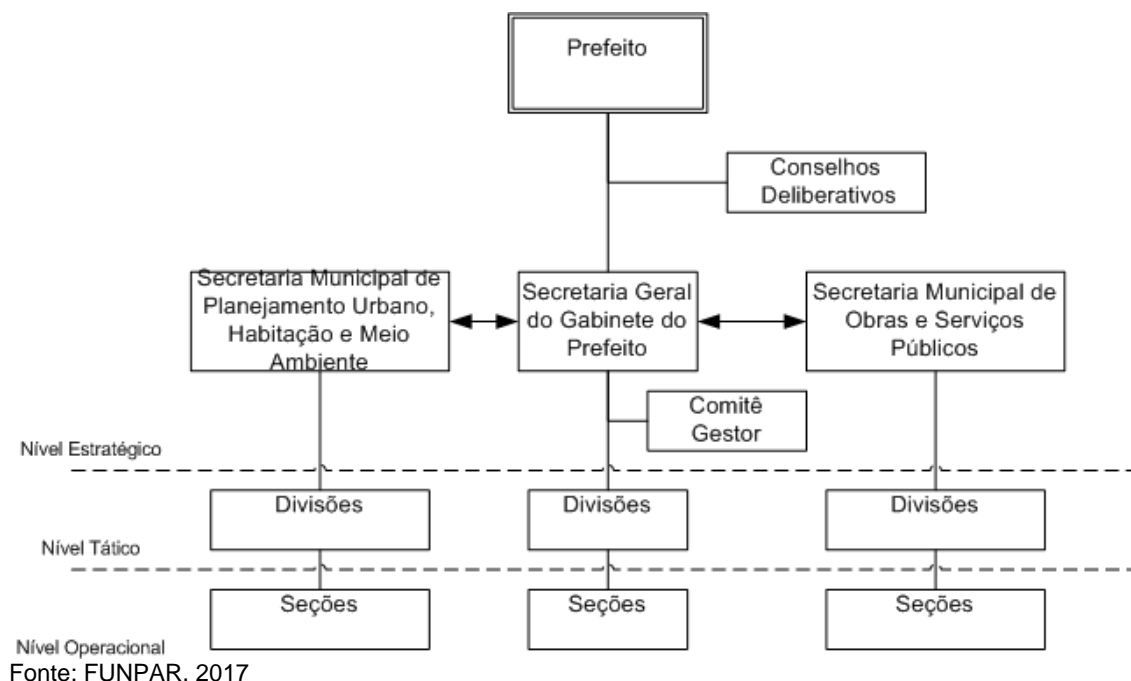 Prefeito
Conselhos
Deliberativos
Secretaria Municipal de
Planejamento Urbano,
Habitação e Meio
Ambiente
Secretaria Geral
do Gabinete do
Prefeito
Secretaria Municipal de
Obras e Serviços
Públicos
Comitê
Gestor
Nível Estratégico
Divisões
Divisões
Divisões
Nível Tático
Seções
Seções
Seções
Nível Operacional
Fonte: FUNPAR, 2017